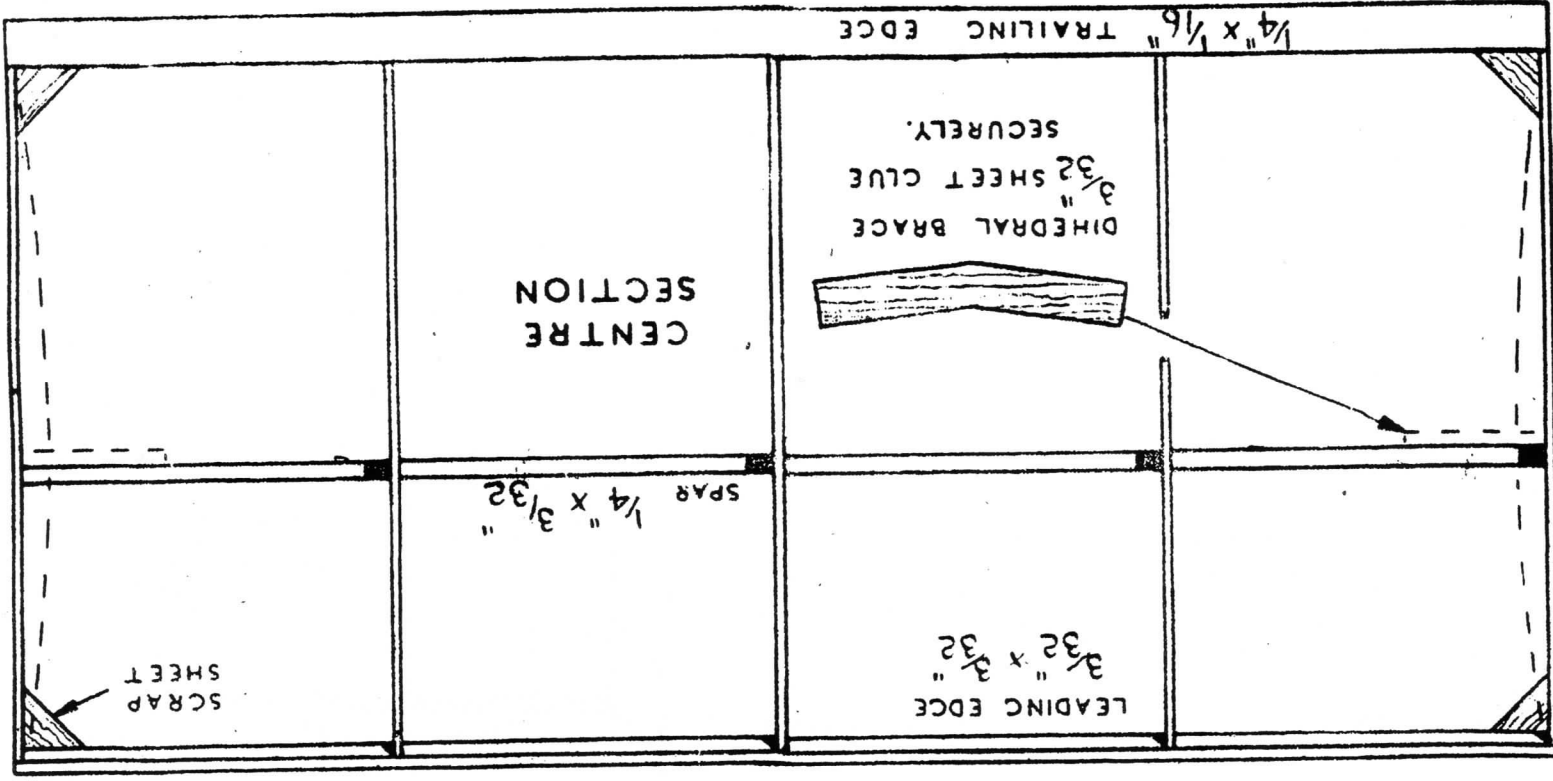 SCRAP
SHEET
LEADING EDGE
3/32" x 3/32"
SPAR
1/4" x 3/32"
CENTRE
SECTION
DIHEDRAL BRACE
3/32" SHEET GLUE
SECURELY.
1/4" x 1/16" TRAILING EDGE